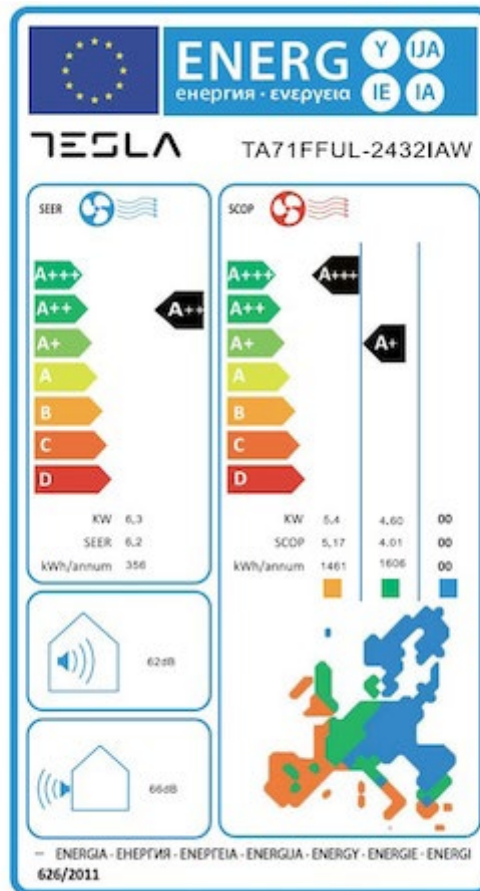 ENERG
Y IJA
IE IA
енергия · ενεργεια
TESLA
TA71FFUL-2432IAW
SEER
A+++
A++
A+
A
B
C
D
A++
KW 6,3
SEER 6,2
kWh/annum 356
SCOP
A+++
A++
A+
A
B
C
D
A+++
A+
KW 5,4 4.60 00
SCOP 5,17 4.01 00
kWh/annum 1461 1606 00
62dB
66dB
– ENERGIA - ЕНЕРГИЯ - ΕΝΕΡΓΕΙΑ - ENERGIJA - ENERGY - ENERGIE - ENERGI
626/2011